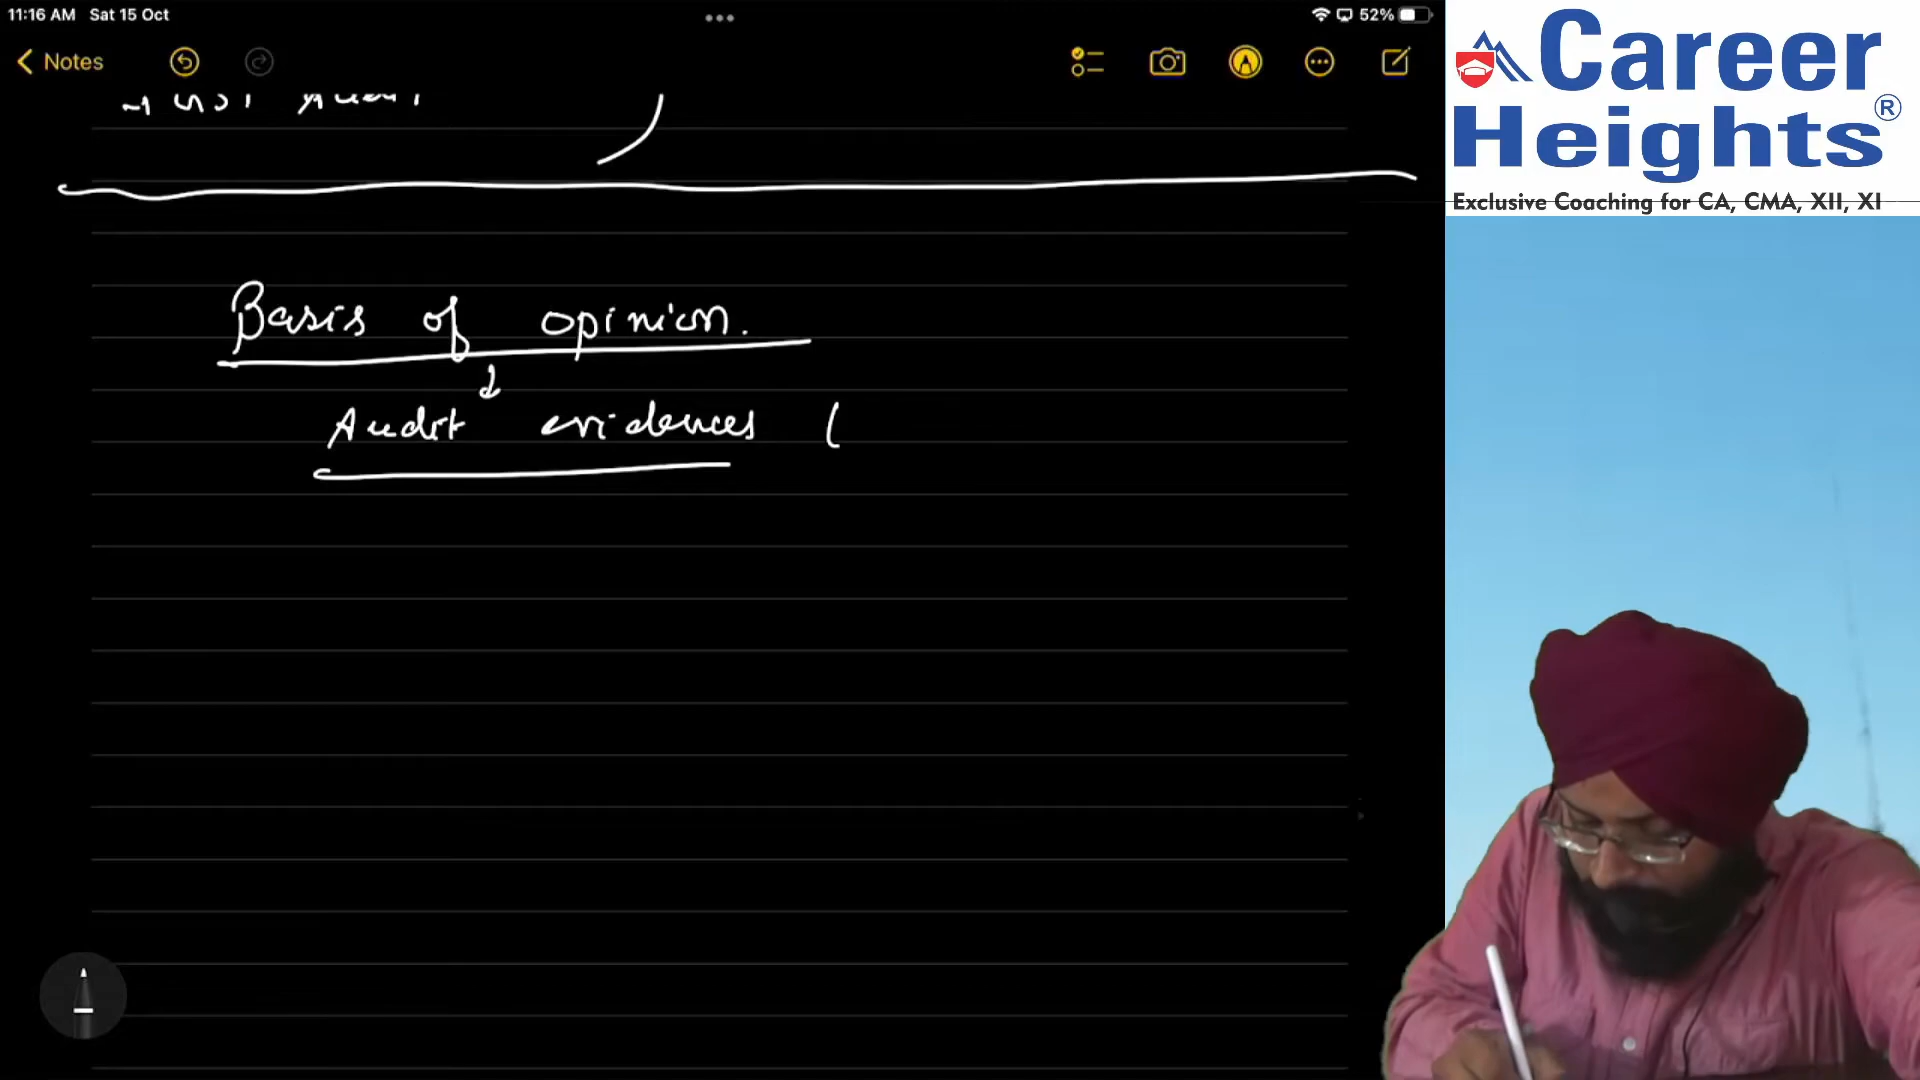 11:16 AM Sat 15 Oct
52%
Notes
Audit
Basis of opinion.
Audit evidences (
Career
Heights®
Exclusive Coaching for CA, CMA, XII, XI